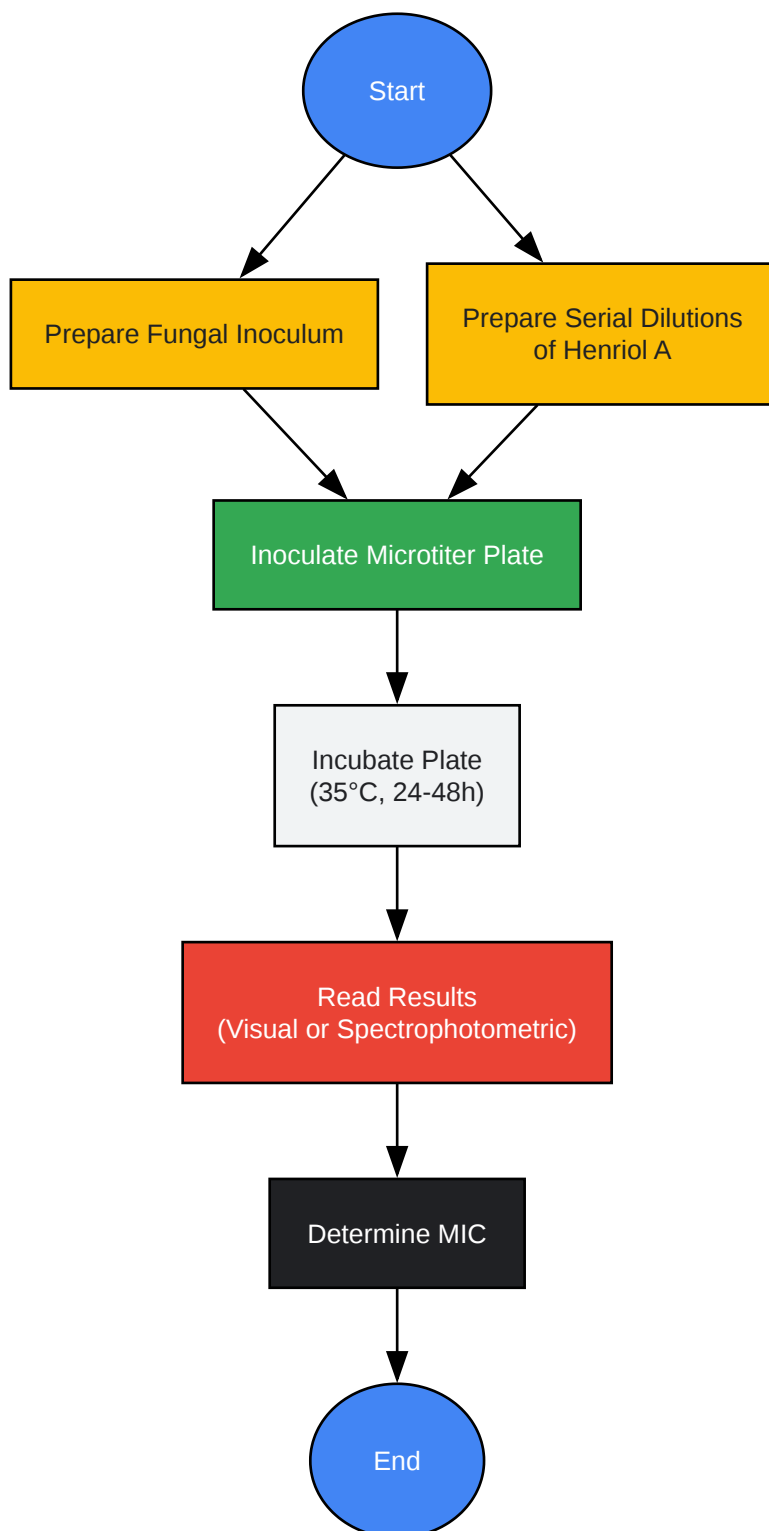 Start
Prepare Fungal Inoculum
Prepare Serial Dilutions
of Henriol A
Inoculate Microtiter Plate
Incubate Plate
(35°C, 24-48h)
Read Results
(Visual or Spectrophotometric)
Determine MIC
End